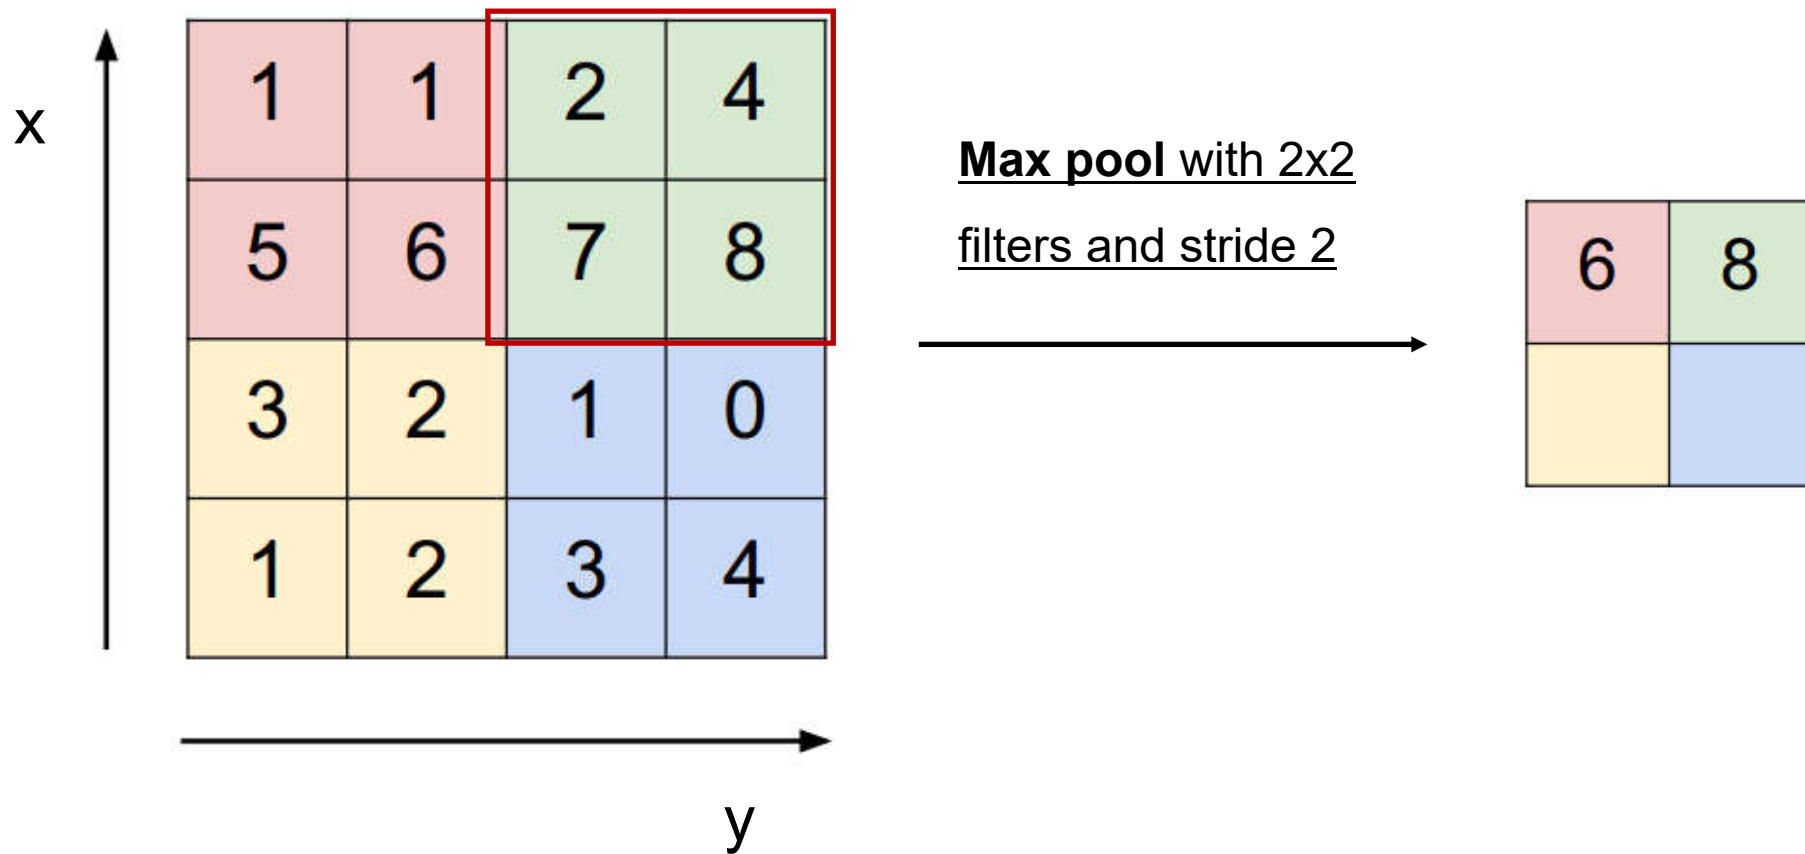 x
1 1 2 4
5 6 7 8
3 2 1 0
1 2 3 4
y
Max pool with 2x2
filters and stride 2
6 8